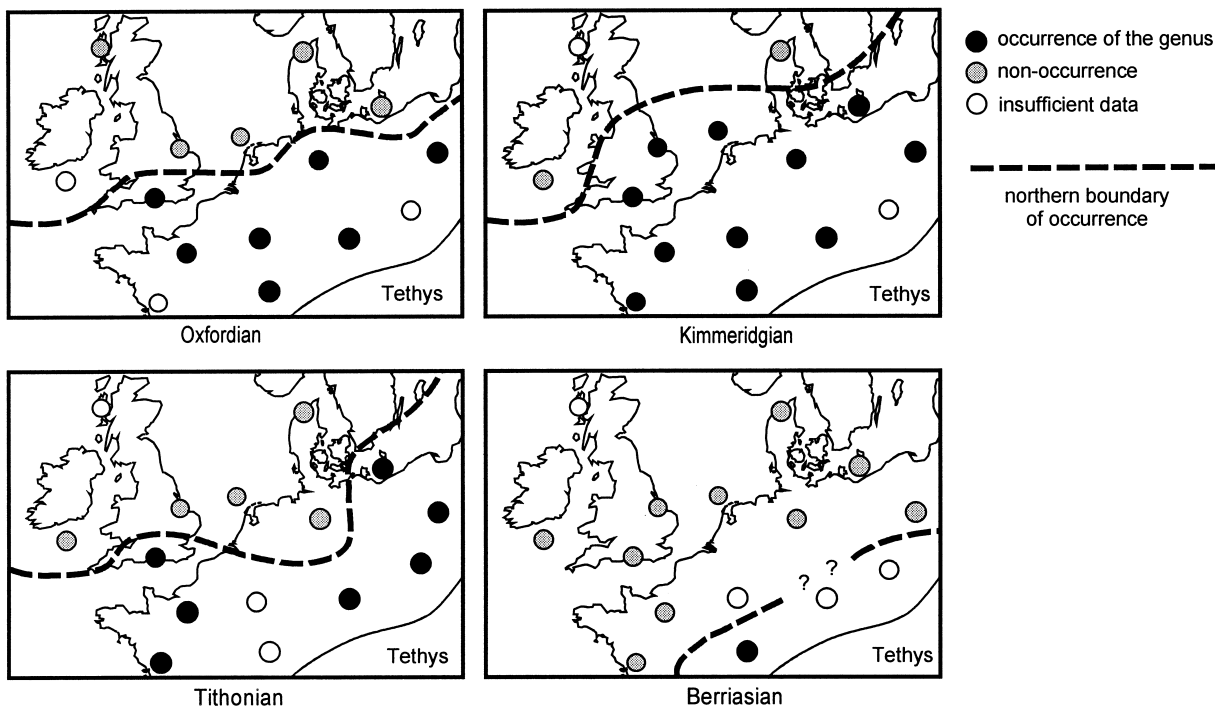 occurrence of the genus
non-occurrence
insufficient data
northern boundary
of occurrence
Tethys
Oxfordian
Tethys
Kimmeridgian
Tethys
Tithonian
? ?
Tethys
Berriasian